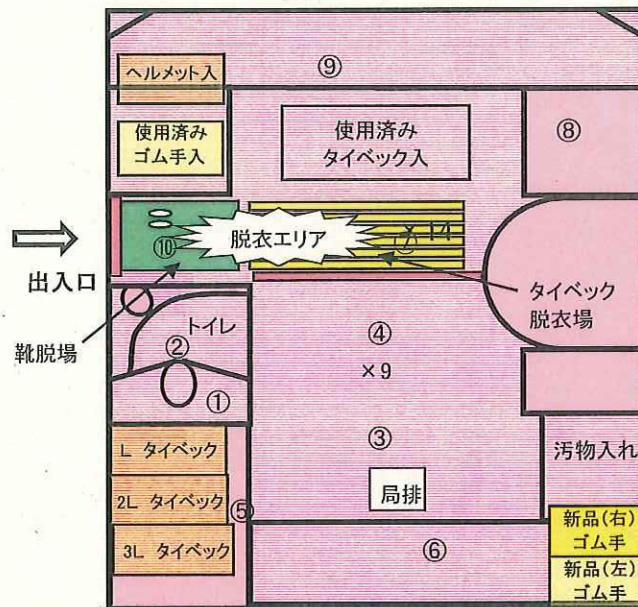 ⑨
ヘルメット入
使用済み
ゴム手入
使用済み
タイベック入
⑧
脱衣エリア
⑩
14
出入口
タイベック
脱衣場
靴脱場
トイレ
②
④
×9
①
③
L タイベック
2L タイベック
3L タイベック
⑤
局排
汚物入れ
⑥
新品(右)
ゴム手
新品(左)
ゴム手